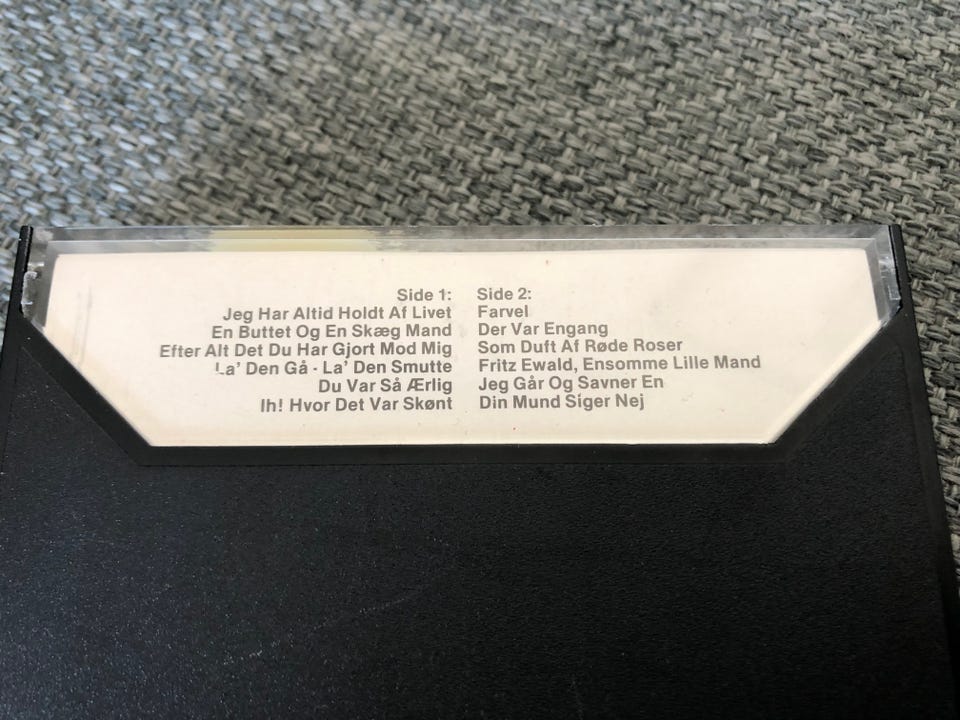 Side 1:
Jeg Har Altid Holdt Af Livet
En Buttet Og En Skæg Mand
Efter Alt Det Du Har Gjort Mod Mig
La' Den Gå - La' Den Smutte
Du Var Så Ærlig
Ih! Hvor Det Var Skønt
Side 2:
Farvel
Der Var Engang
Som Duft Af Røde Roser
Fritz Ewald, Ensomme Lille Mand
Jeg Går Og Savner En
Din Mund Siger Nej